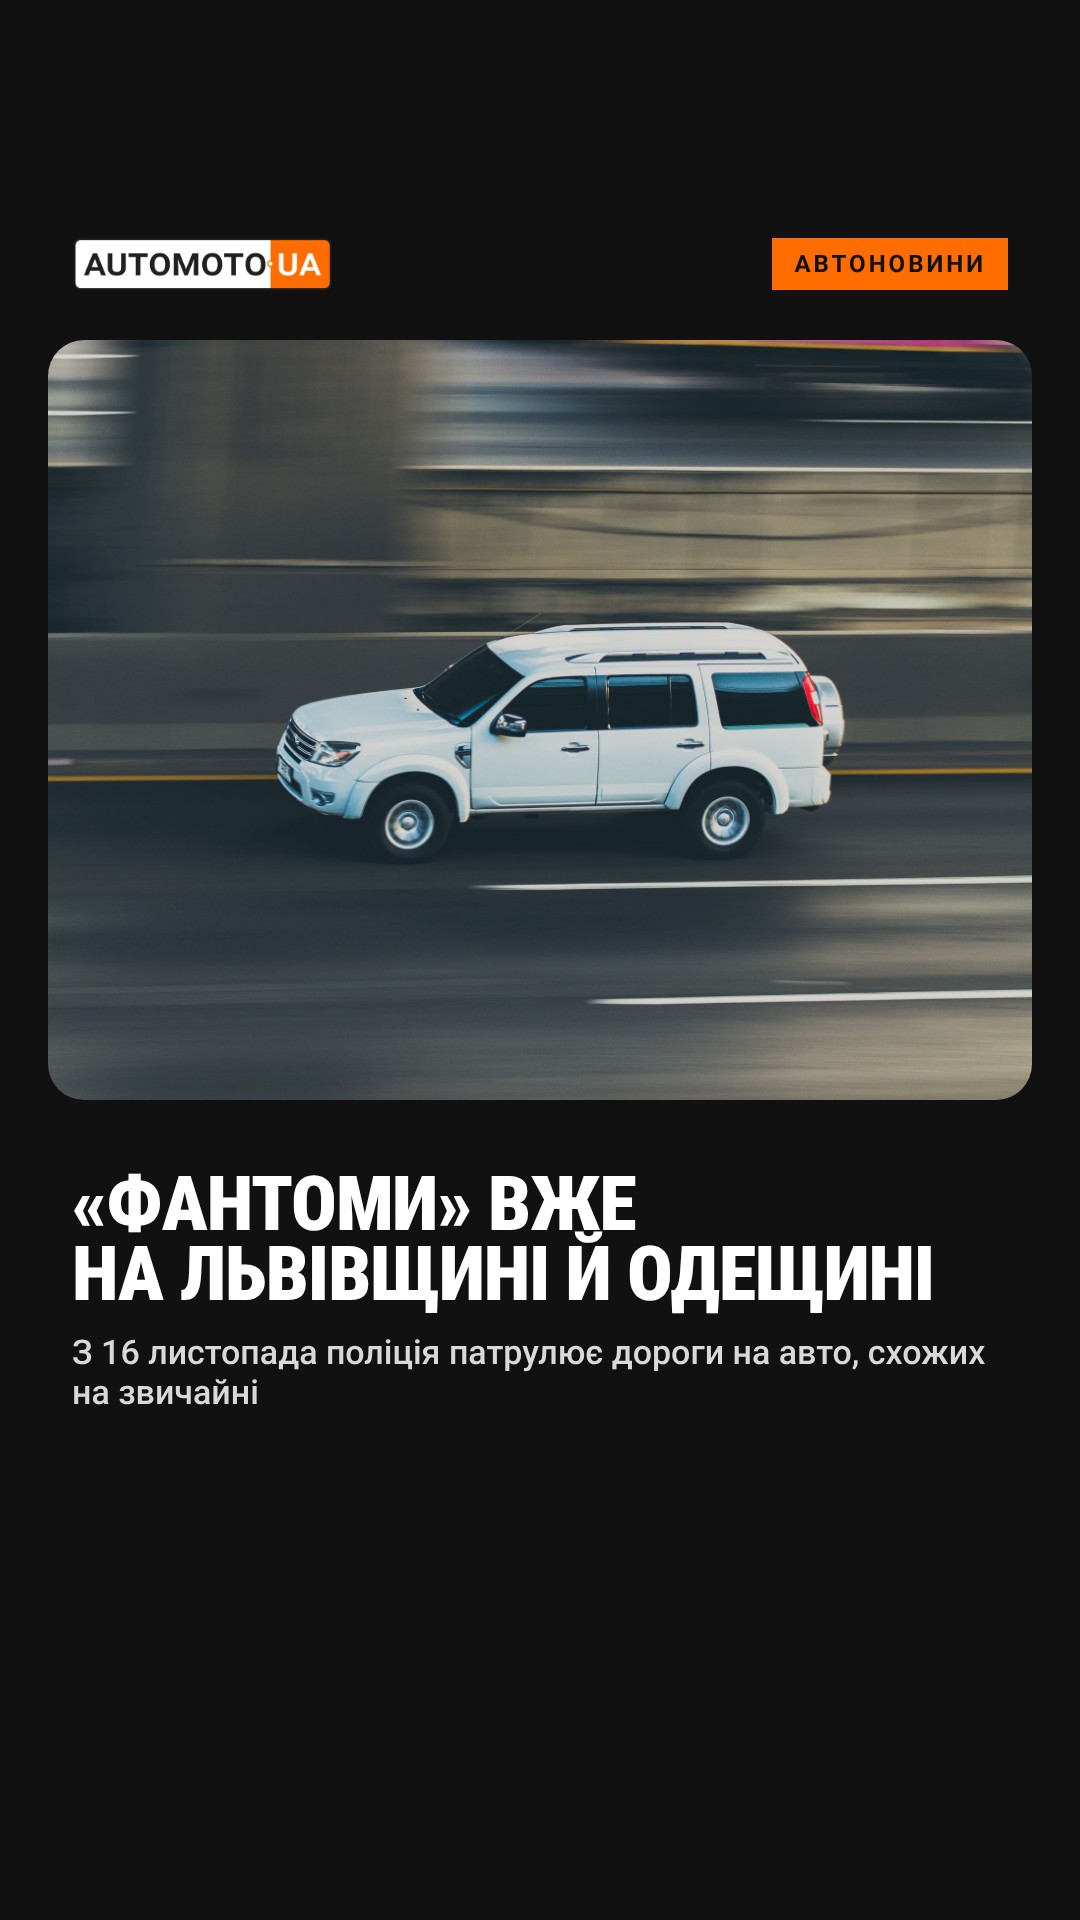 AUTOMOTO UA
АВТОНОВИНИ
«ФАНТОМИ» ВЖЕ
НА ЛЬВІВЩИНІ Й ОДЕЩИНІ
З 16 листопада поліція патрулює дороги на авто, схожих
на звичайні